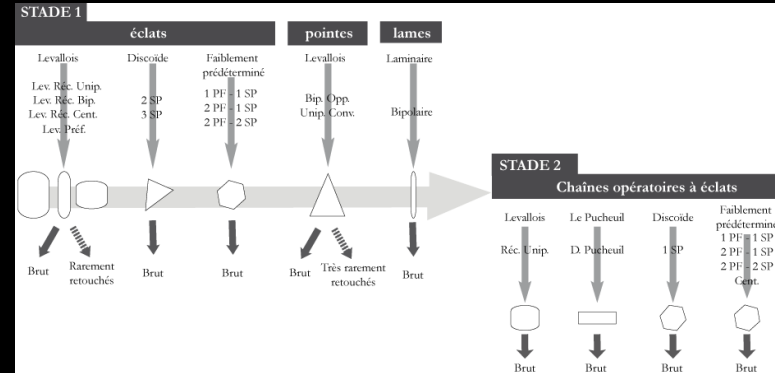 STADE 1
éclats
pointes
lames
Levallois
Discoïde
Faiblement
prédéterminé
Levallois
Laminaire
Lev. Réc. Unip.
Lev. Réc. Bip.
Lev. Réc. Cent.
Lev. Préf.
2 SP
3 SP
1 PF - 1 SP
2 PF - 1 SP
2 PF - 2 SP
Bip. Opp.
Unip. Conv.
Bipolaire
Brut
Rarement
retouchés
Brut
Brut
Brut
Très rarement
retouchés
Brut
STADE 2
Chaînes opératoires à éclats
Levallois
Le Pucheuil
Discoïde
Faiblement
prédéterminé
Réc. Unip.
D. Pucheuil
1 SP
1 PF - 1 SP
2 PF - 1 SP
2 PF - 2 SP
Cent.
Brut
Brut
Brut
Brut